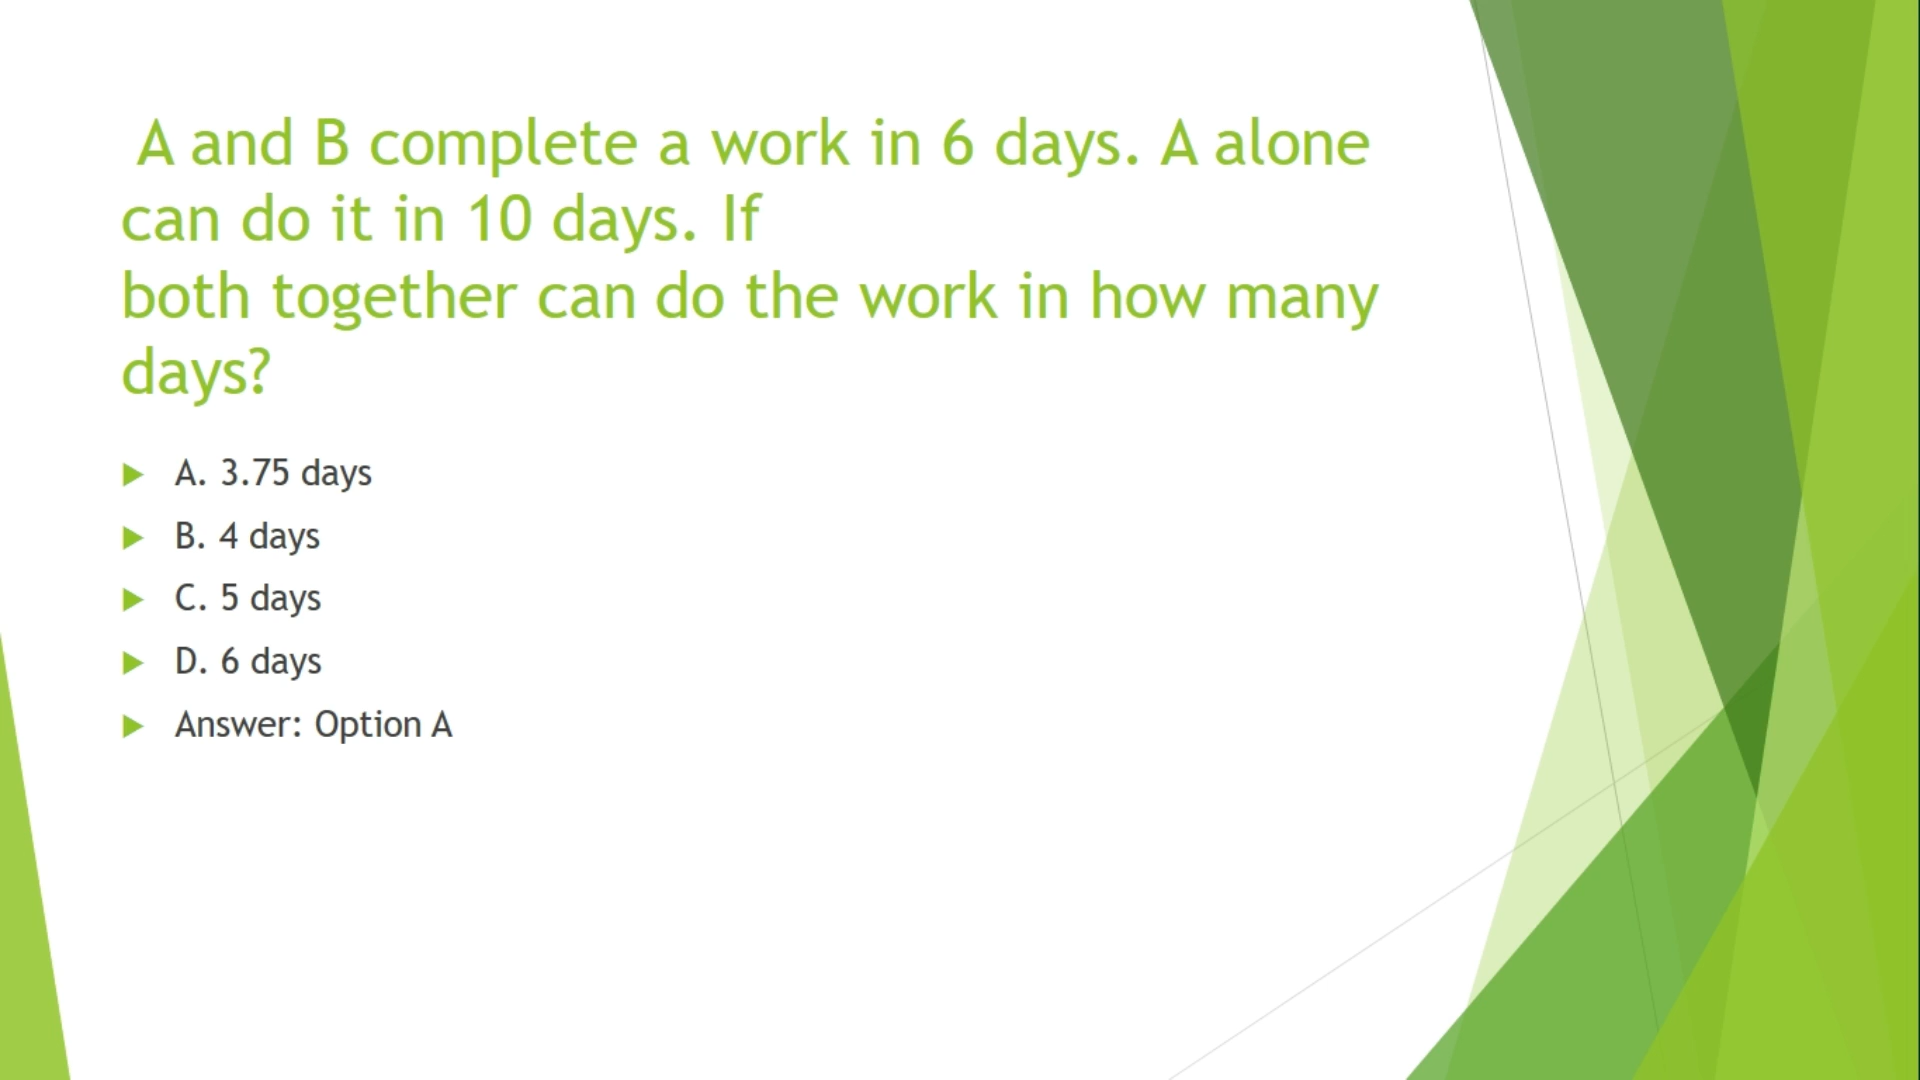 A and B complete a work in 6 days. A alone
can do it in 10 days. If
both together can do the work in how many
days?
A. 3.75 days
B. 4 days
C. 5 days
D. 6 days
Answer: Option A